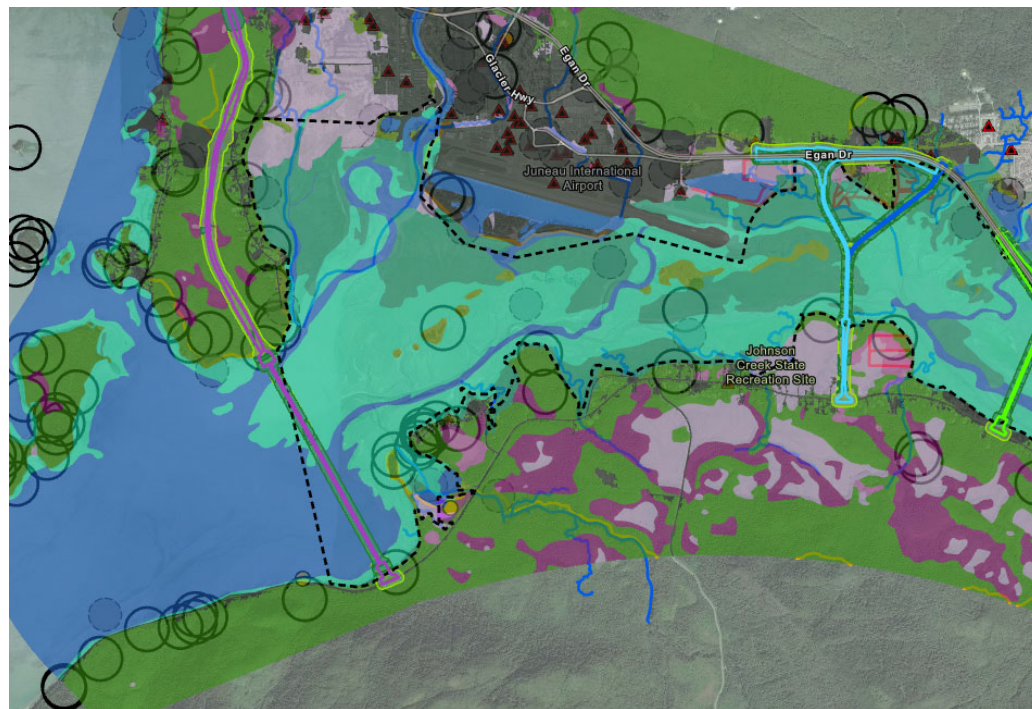 Egan Dr
Glacier Hwy
Egan Dr
Juneau International
Airport
Johnson
Creek State
Recreation Site